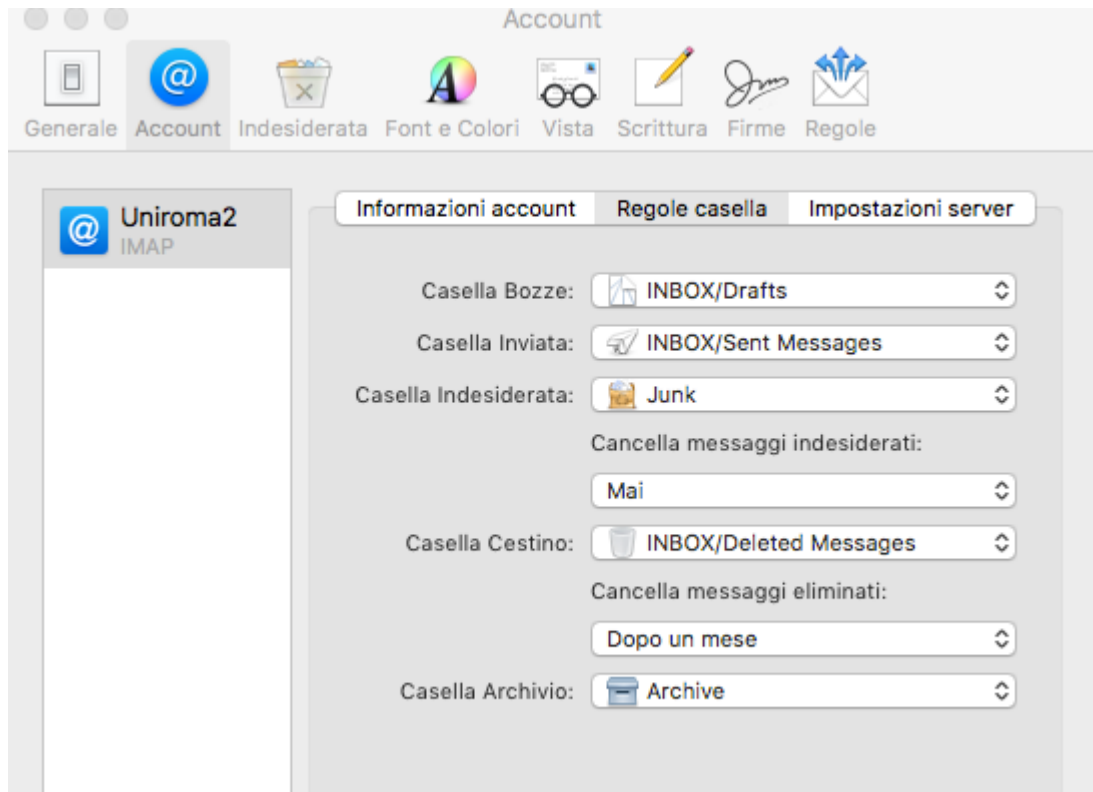 Account
Generale Account Indesiderata Font e Colori Vista Scrittura Firme Regole
Uniroma2
IMAP
Informazioni account Regole casella Impostazioni server
Casella Bozze: INBOX/Drafts
Casella Inviata: INBOX/Sent Messages
Casella Indesiderata: Junk
Cancella messaggi indesiderati:
Mai
Casella Cestino: INBOX/Deleted Messages
Cancella messaggi eliminati:
Dopo un mese
Casella Archivio: Archive